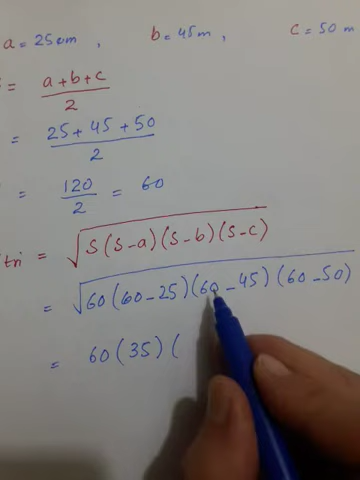 a = 25cm , b = 45m , c = 50m
= a+b+c / 2
= 25+45+50 / 2
= 120 / 2 = 60
tri = √S(S-a)(S-b)(S-c)
= √60(60-25)(60-45)(60-50)
= 60(35)(